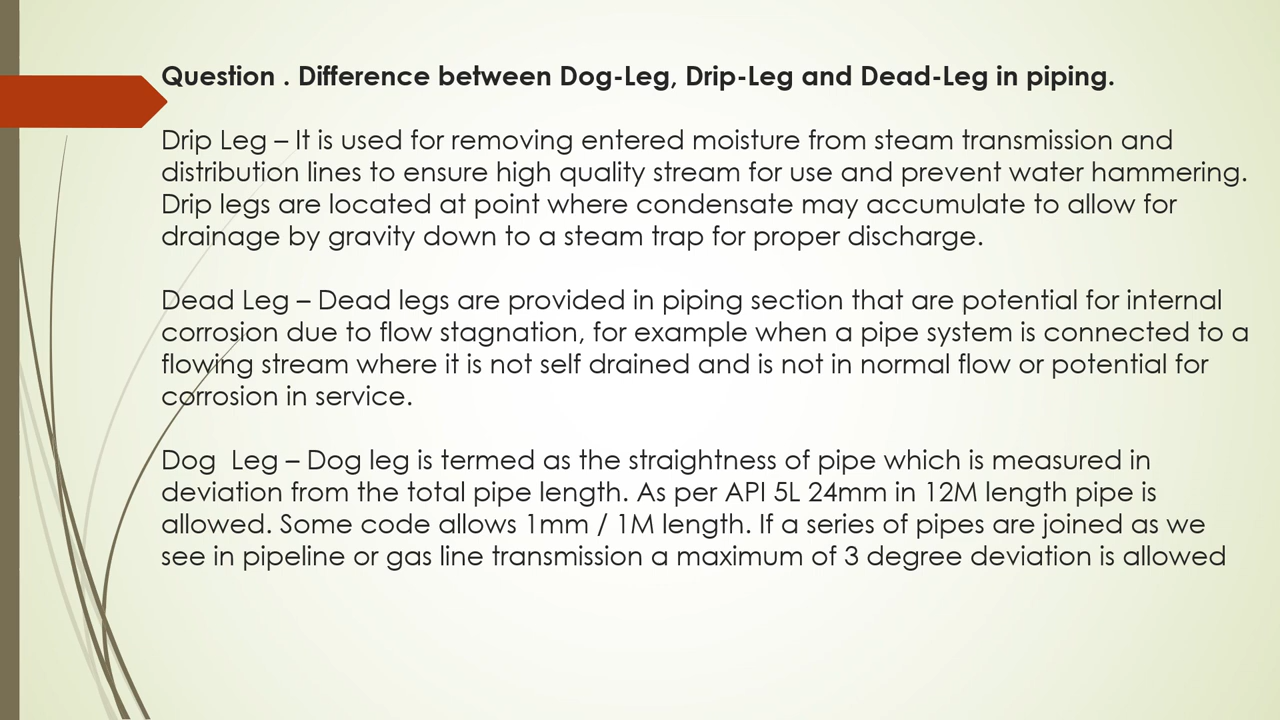 Question . Difference between Dog-Leg, Drip-Leg and Dead-Leg in piping.
Drip Leg – It is used for removing entered moisture from steam transmission and
distribution lines to ensure high quality stream for use and prevent water hammering.
Drip legs are located at point where condensate may accumulate to allow for
drainage by gravity down to a steam trap for proper discharge.
Dead Leg – Dead legs are provided in piping section that are potential for internal
corrosion due to flow stagnation, for example when a pipe system is connected to a
flowing stream where it is not self drained and is not in normal flow or potential for
corrosion in service.
Dog  Leg – Dog leg is termed as the straightness of pipe which is measured in
deviation from the total pipe length. As per API 5L 24mm in 12M length pipe is
allowed. Some code allows 1mm / 1M length. If a series of pipes are joined as we
see in pipeline or gas line transmission a maximum of 3 degree deviation is allowed